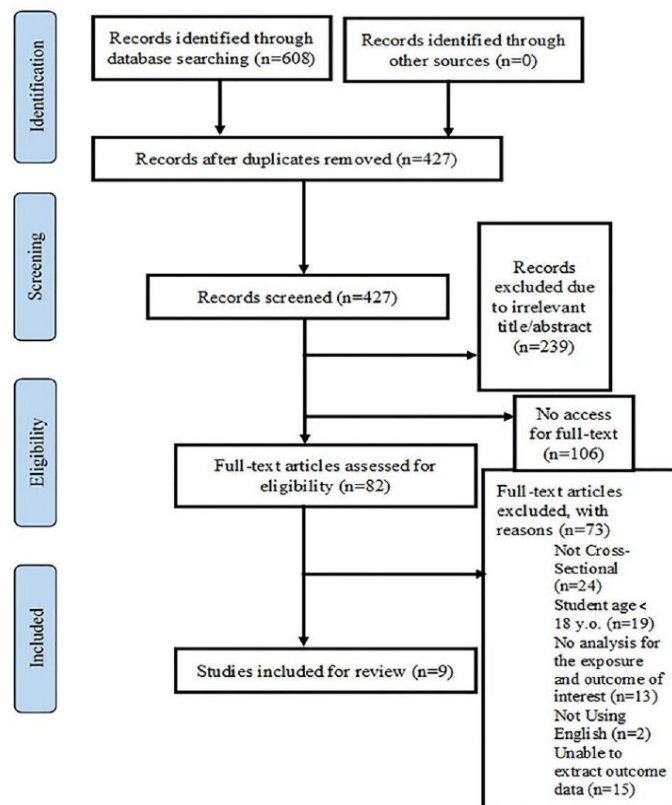 Identification
Records identified through
database searching (n=608)
Records identified through
other sources (n=0)
Records after duplicates removed (n=427)
Screening
Records screened (n=427)
Records
excluded due
to irrelevant
title/abstract
(n=239)
Eligibility
No access
for full-text
(n=106)
Full-text articles assessed for
eligibility (n=82)
Full-text articles
excluded, with
reasons (n=73)
Not Cross-
Sectional
(n=24)
Student age <
18 y.o. (n=19)
No analysis for
the exposure
and outcome of
interest (n=13)
Not Using
English (n=2)
Unable to
extract outcome
data (n=15)
Included
Studies included for review (n=9)